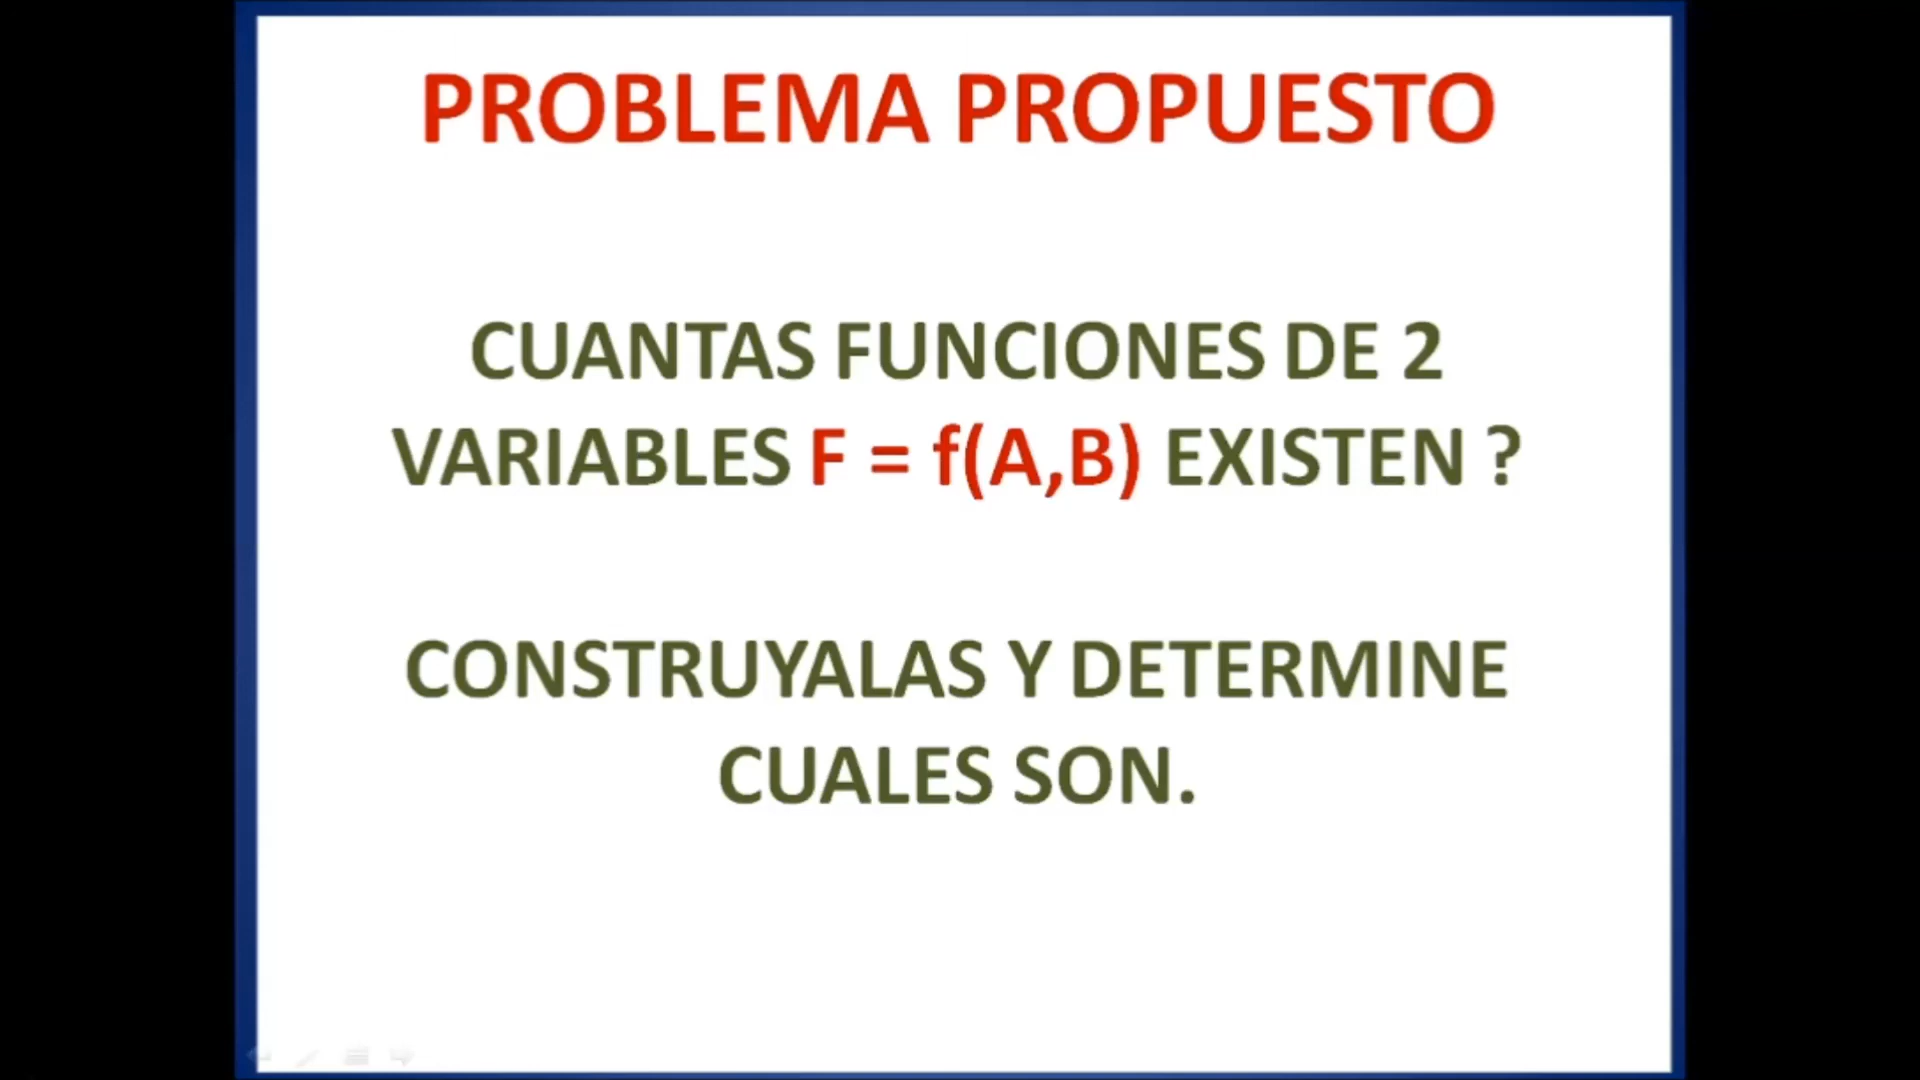 PROBLEMA PROPUESTO
CUANTAS FUNCIONES DE 2
VARIABLES F = f(A,B) EXISTEN ?
CONSTRUYALAS Y DETERMINE
CUALES SON.